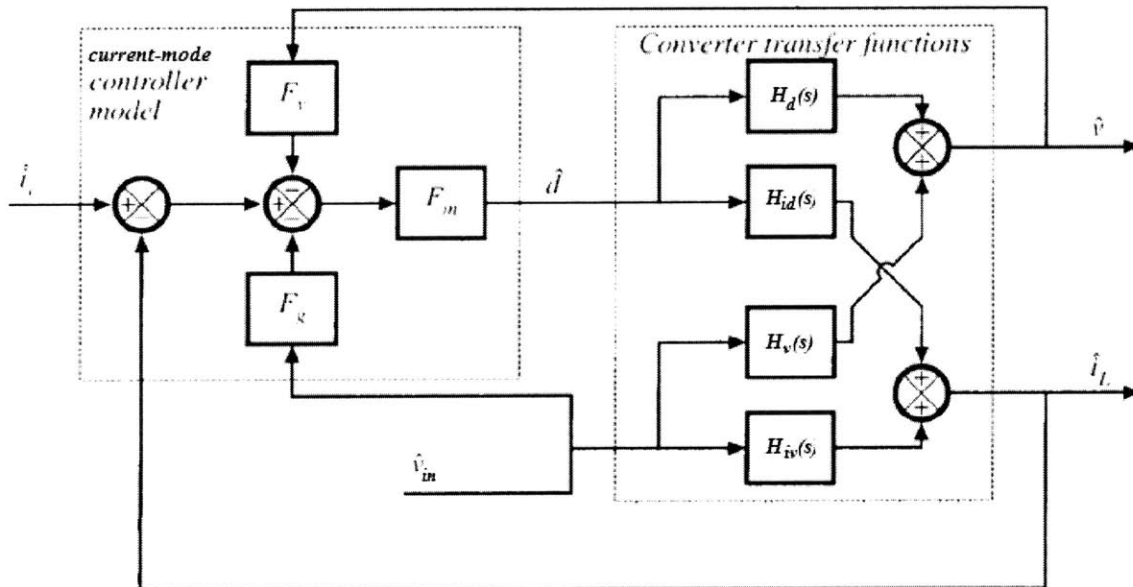 current-mode
controller
model
Converter transfer functions
F_v
H_d(s)
v̂
î_c
F_m
d̂
H_id(s)
F_g
H_v(s)
î_L
v̂_in
H_iv(s)